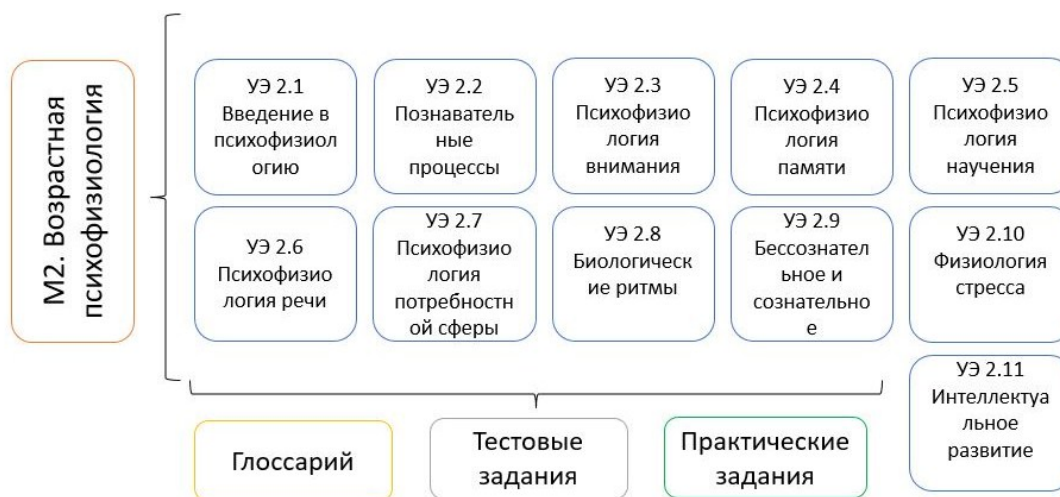 М2. Возрастная
психофизиология
УЭ 2.1
Введение в
психофизиол
огию
УЭ 2.2
Познаватель
ные
процессы
УЭ 2.3
Психофизио
логия
внимания
УЭ 2.4
Психофизио
логия
памяти
УЭ 2.5
Психофизио
логия
научения
УЭ 2.6
Психофизио
логия речи
УЭ 2.7
Психофизио
логия
потребностн
ой сферы
УЭ 2.8
Биологическ
ие ритмы
УЭ 2.9
Бессознател
ьное и
сознательно
е
УЭ 2.10
Физиология
стресса
УЭ 2.11
Интеллектуа
льное
развитие
Глоссарий
Тестовые
задания
Практические
задания